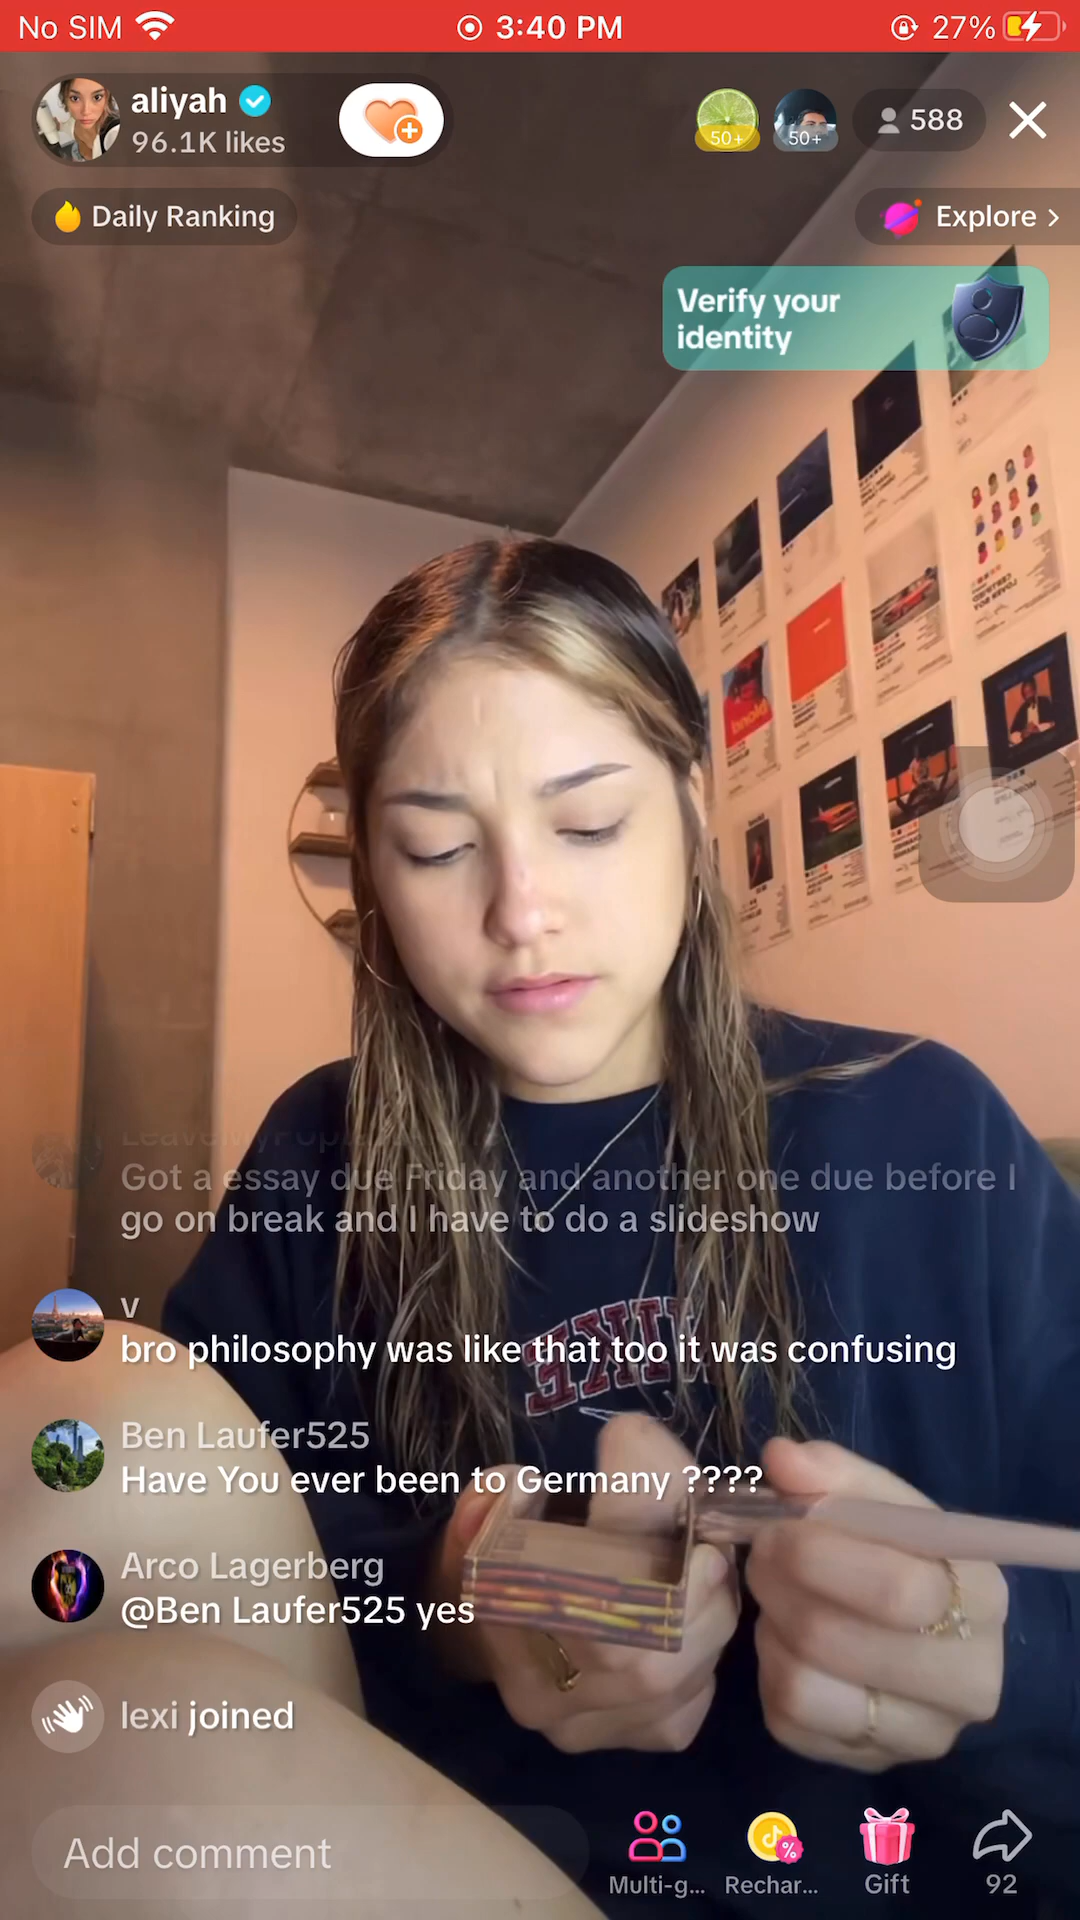 No SIM 3:40 PM 27%
aliyah
96.1K likes
50+ 50+ 588
Daily Ranking
Explore >
Verify your
identity
Got a essay due Friday and another one due before I
go on break and I have to do a slideshow
v
bro philosophy was like that too it was confusing
Ben Laufer525
Have You ever been to Germany ????
Arco Lagerberg
@Ben Laufer525 yes
lexi joined
Add comment
Multi-g... Rechar... Gift 92